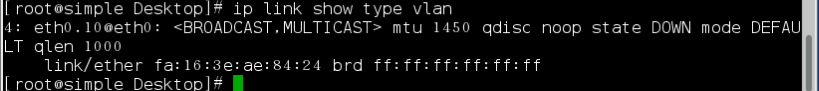 [root@simple Desktop]# ip link show type vlan
4: eth0.10@eth0: <BROADCAST.MULTICAST> mtu 1450 qdisc noop state DOWN mode DEFAU
LT qlen 1000
    link/ether fa:16:3e:ae:84:24 brd ff:ff:ff:ff:ff:ff
[root@simple Desktop]#